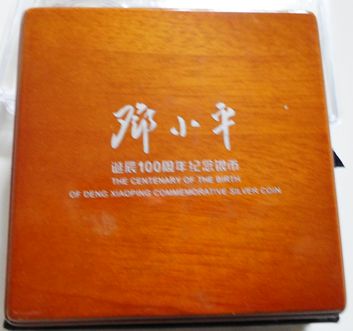 邓小平
诞辰100周年纪念银币
THE CENTENARY OF THE BIRTH
OF DENG XIAOPING COMMEMORATIVE SILVER COIN